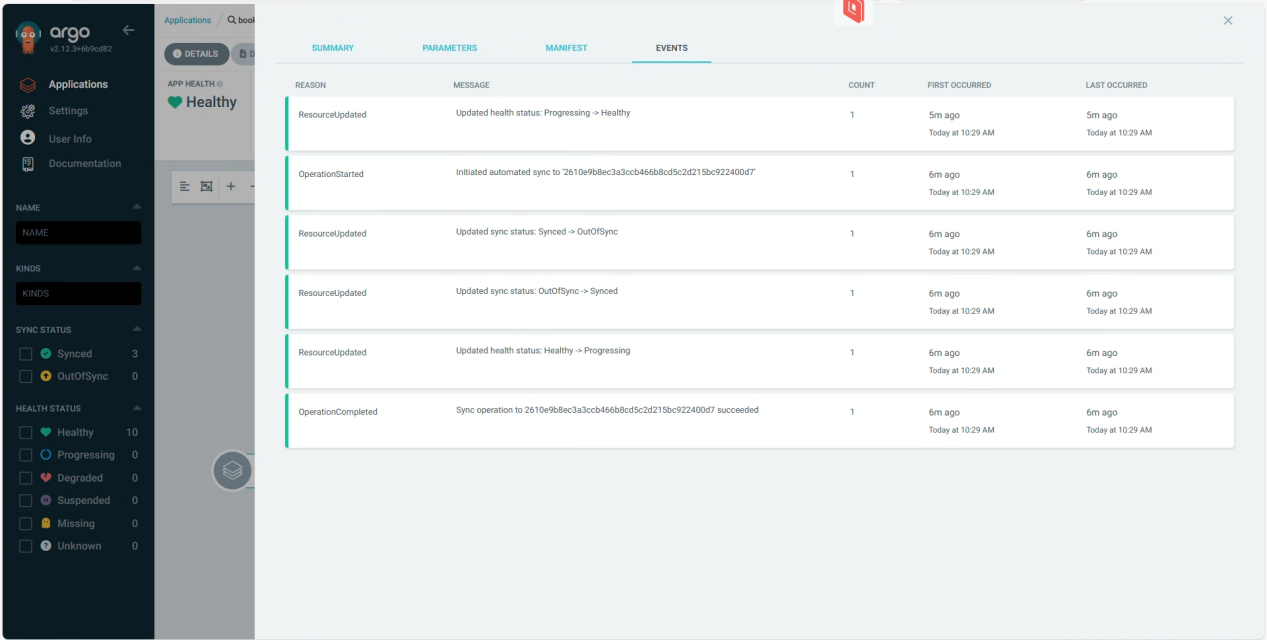 argo
v2.12.3+6b9cd82
Applications
Settings
User Info
Documentation
NAME
NAME
KINDS
KINDS
SYNC STATUS
Synced 3
OutOfSync 0
HEALTH STATUS
Healthy 10
Progressing 0
Degraded 0
Suspended 0
Missing 0
Unknown 0
Applications / book
DETAILS D
APP HEALTH
Healthy
SUMMARY PARAMETERS MANIFEST EVENTS
REASON MESSAGE COUNT FIRST OCCURRED LAST OCCURRED
ResourceUpdated Updated health status: Progressing -> Healthy 1 5m ago 5m ago
Today at 10:29 AM Today at 10:29 AM
OperationStarted Initiated automated sync to '2610e9b8ec3a3ccb466b8cd5c2d215bc922400d7' 1 6m ago 6m ago
Today at 10:29 AM Today at 10:29 AM
ResourceUpdated Updated sync status: Synced -> OutOfSync 1 6m ago 6m ago
Today at 10:29 AM Today at 10:29 AM
ResourceUpdated Updated sync status: OutOfSync -> Synced 1 6m ago 6m ago
Today at 10:29 AM Today at 10:29 AM
ResourceUpdated Updated health status: Healthy -> Progressing 1 6m ago 6m ago
Today at 10:29 AM Today at 10:29 AM
OperationCompleted Sync operation to 2610e9b8ec3a3ccb466b8cd5c2d215bc922400d7 succeeded 1 6m ago 6m ago
Today at 10:29 AM Today at 10:29 AM